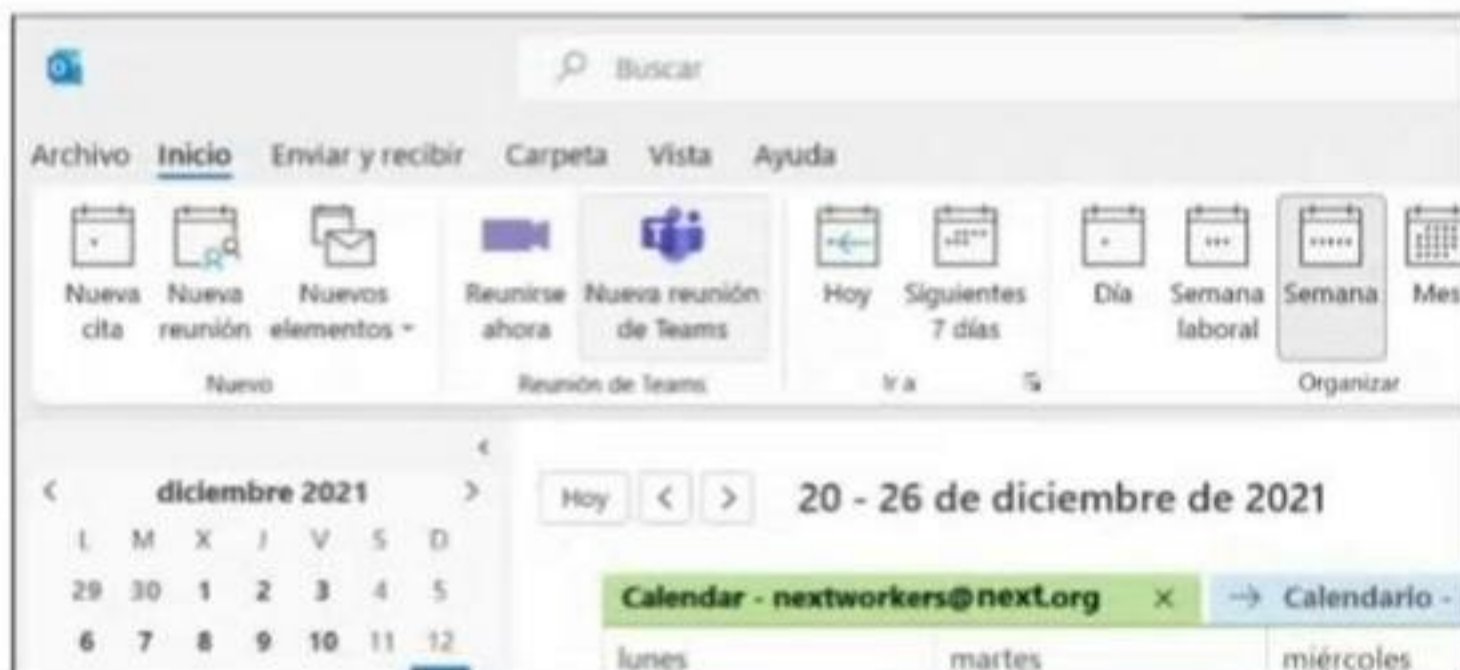 Buscar
Archivo Inicio Enviar y recibir Carpeta Vista Ayuda
Nueva cita Nueva reunión Nuevos elementos Reunirse ahora Nueva reunión de Teams Hoy Siguientes 7 días Día Semana laboral Semana Mes
Nuevo Reunión de Teams Ir a Organizar
diciembre 2021 Hoy 20 - 26 de diciembre de 2021
L M X J V S D
29 30 1 2 3 4 5
Calendar - nextworkers@next.org Calendario -
6 7 8 9 10 11 12
lunes martes miércoles